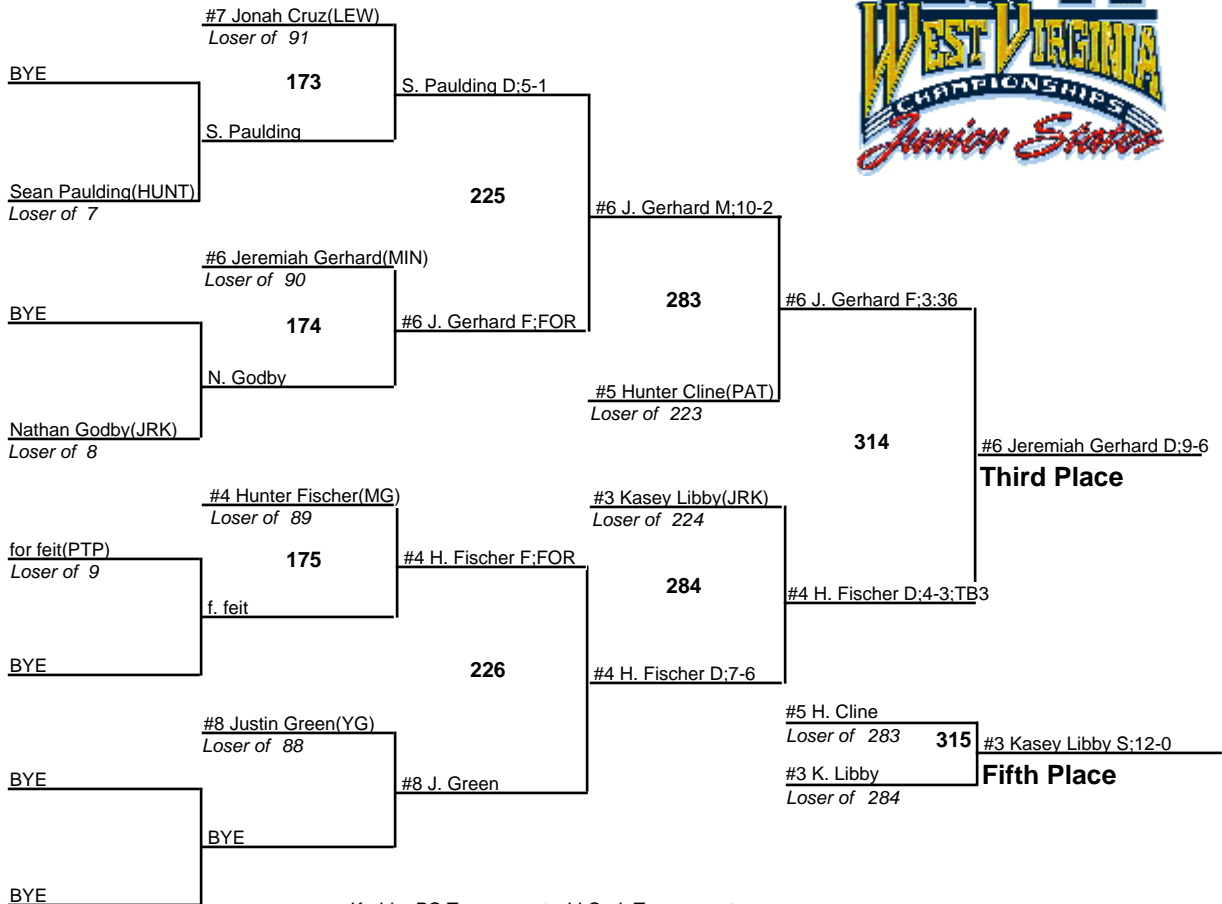 #7 Jonah Cruz(LEW)
Loser of 91
WEST VIRGINIA
CHAMPIONSHIPS
Junior States
BYE
173
S. Paulding D;5-1
S. Paulding
Sean Paulding(HUNT)
Loser of 7
225
#6 J. Gerhard M;10-2
#6 Jeremiah Gerhard(MIN)
Loser of 90
BYE
174
#6 J. Gerhard F;FOR
283
#6 J. Gerhard F;3:36
N. Godby
#5 Hunter Cline(PAT)
Loser of 223
Nathan Godby(JRK)
Loser of 8
314
#6 Jeremiah Gerhard D;9-6
Third Place
#4 Hunter Fischer(MG)
Loser of 89
#3 Kasey Libby(JRK)
Loser of 224
for feit(PTP)
Loser of 9
175
#4 H. Fischer F;FOR
284
#4 H. Fischer D;4-3;TB3
f. feit
BYE
226
#4 H. Fischer D;7-6
#8 Justin Green(YG)
Loser of 88
#5 H. Cline
Loser of 283
315
#3 Kasey Libby S;12-0
Fifth Place
#3 K. Libby
Loser of 284
BYE
#8 J. Green
BYE
BYE